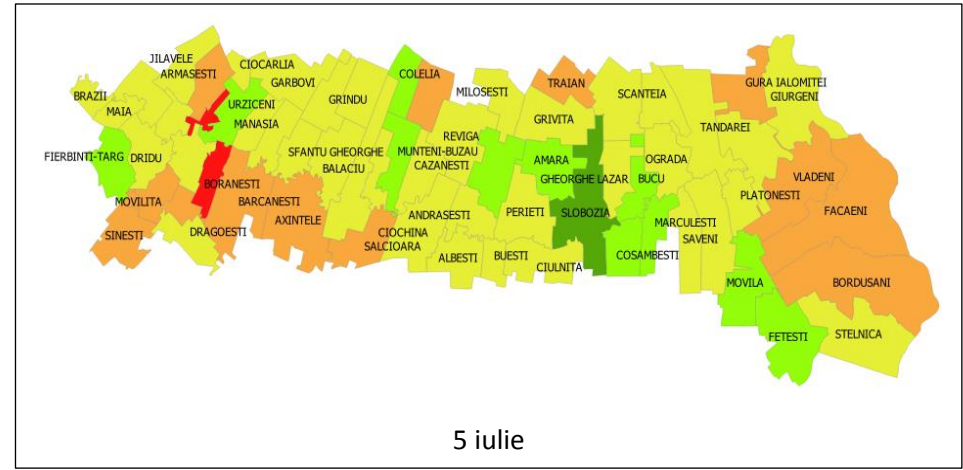 JILAVELE
ARMASESTI
CIOCARLIA
GARBOVI
COLELIA
MILOSESTI
TRAIAN
SCANTEIA
GURA IALOMITEI
GIURGENI
BRAZII
MAIA
URZICENI
MANASIA
GRINDU
GRIVITA
TANDAREI
FIERBINTI-TARG
DRIDU
SFANTU GHEORGHE
BALACIU
REVIGA
MUNTENI-BUZAU
CAZANESTI
AMARA
GHEORGHE LAZAR
OGRADA
BUCU
VLADENI
PLATONESTI
FACAENI
MOVILITA
BORANESTI
BARCANESTI
AXINTELE
SINESTI
DRAGOESTI
CIOCHINA
SALCIOARA
ANDRASESTI
PERIETI
SLOBOZIA
MARCULESTI
SAVENI
ALBESTI
BUESTI
CIULNITA
COSAMBESTI
MOVILA
BORDUSANI
FETESTI
STELNICA
5 iulie